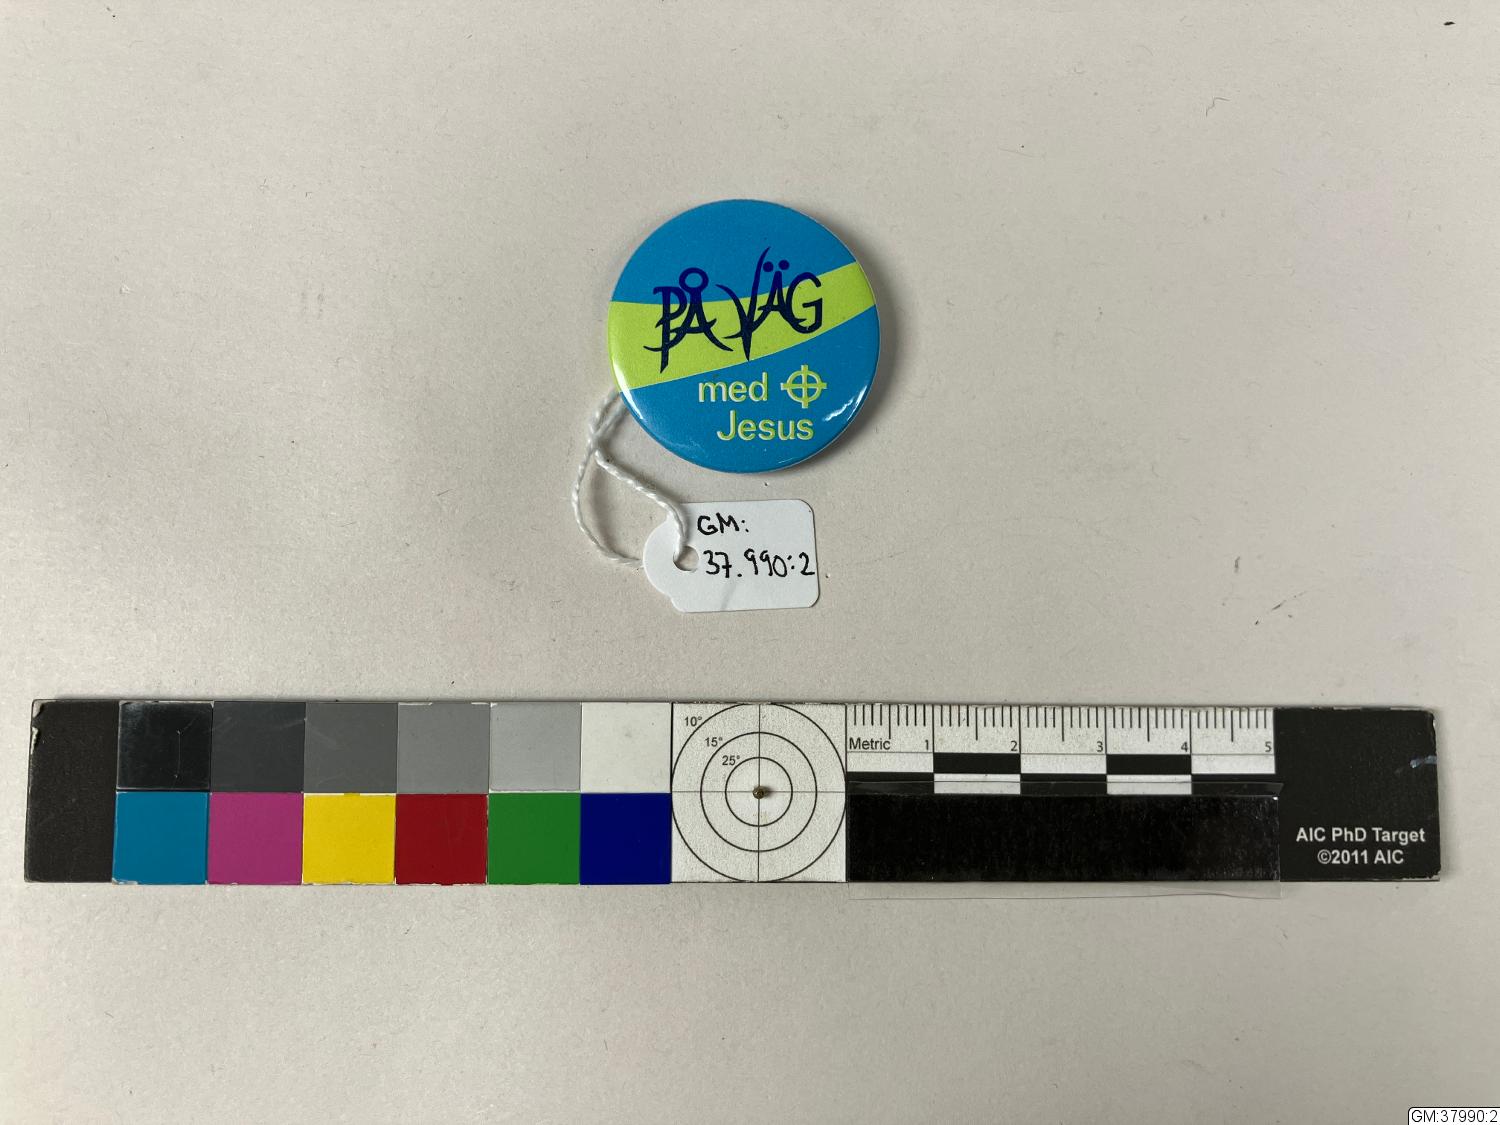 PÅ VÄG
med
Jesus
GM:
37.990:2
10°
15°
25°
Metric 1 2 3 4 5
AIC PhD Target
©2011 AIC
GM:37990:2